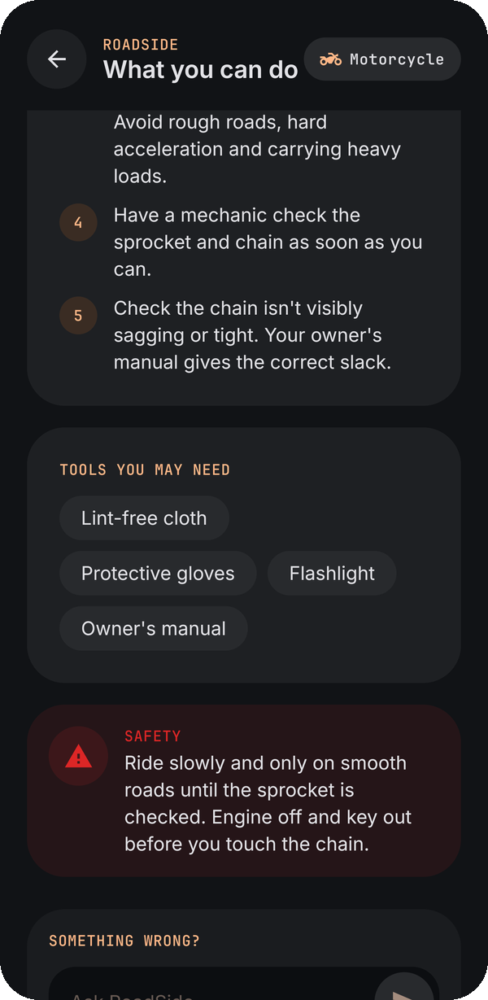 ROADSIDE
What you can do
Motorcycle
Avoid rough roads, hard
acceleration and carrying heavy
loads.
4
Have a mechanic check the
sprocket and chain as soon as you
can.
5
Check the chain isn't visibly
sagging or tight. Your owner's
manual gives the correct slack.
TOOLS YOU MAY NEED
Lint-free cloth
Protective gloves
Flashlight
Owner's manual
SAFETY
Ride slowly and only on smooth
roads until the sprocket is
checked. Engine off and key out
before you touch the chain.
SOMETHING WRONG?
Ask RoadSide